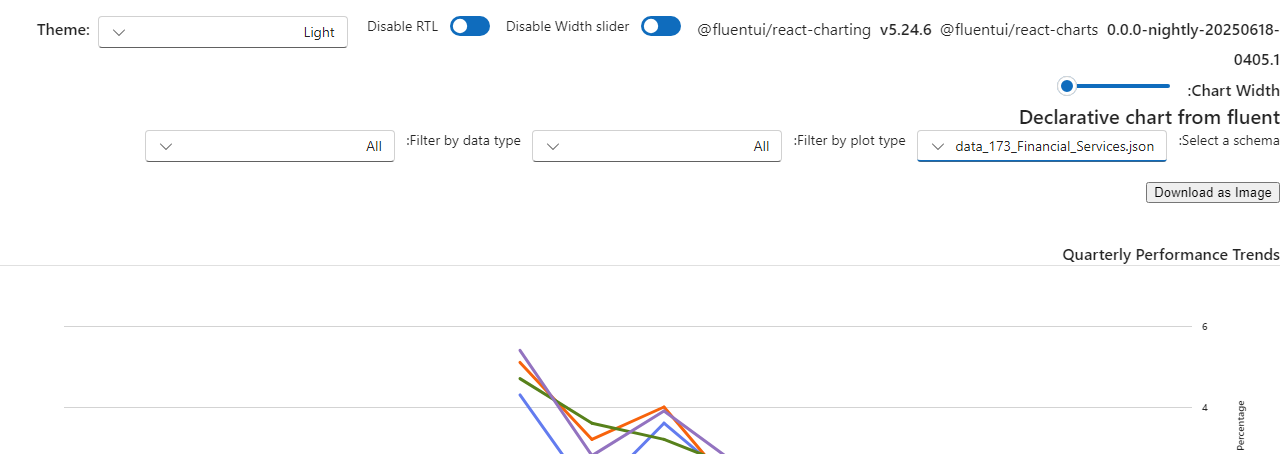 Theme: Light Disable RTL Disable Width slider @fluentui/react-charting v5.24.6 @fluentui/react-charts 0.0.0-nightly-20250618-
0405.1
:Chart Width
Declarative chart from fluent
:Select a schema data_173_Financial_Services.json :Filter by plot type All :Filter by data type All
Download as Image
Quarterly Performance Trends
6
4
Percentage